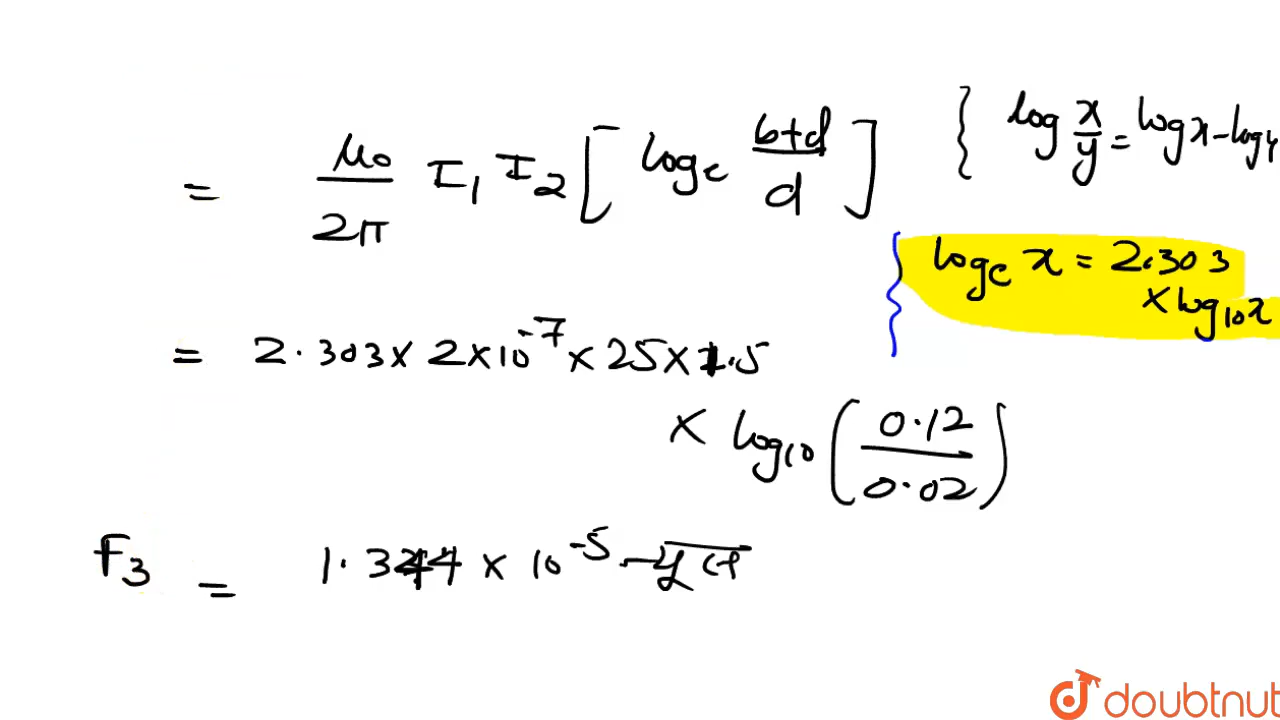 = μ₀/2π I₁ I₂ [ logₑ b+d/d ]
{ log x/y = log x - log y
{ logₑ x = 2.303
× log₁₀ x
= 2.303 × 2 × 10⁻⁷ × 25 × 1.5
× log₁₀ ( 0.12/0.02 )
F₃ = 1.344 × 10⁻⁵
doubtnut